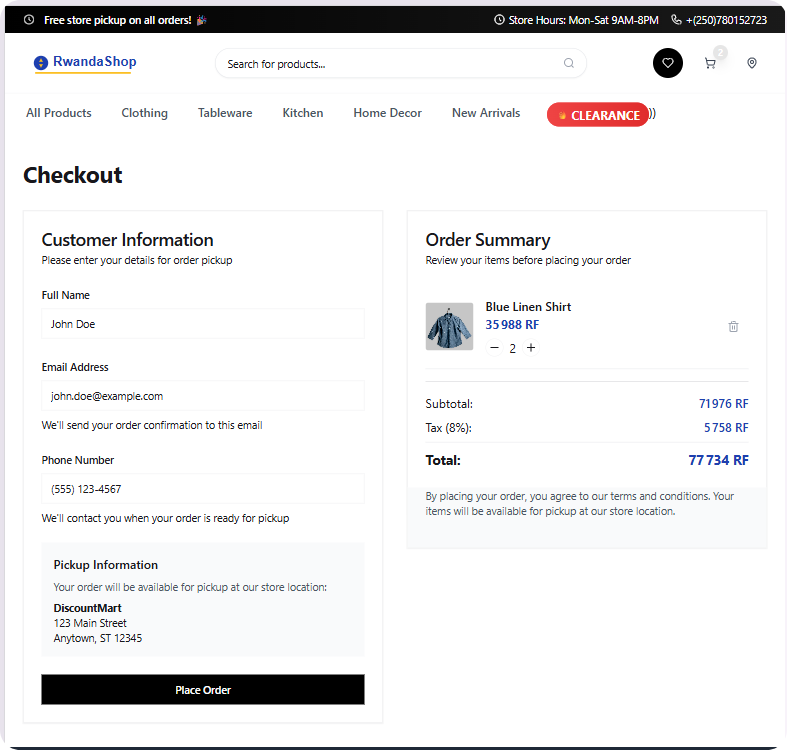 Free store pickup on all orders! 🎉
Store Hours: Mon-Sat 9AM-8PM
+(250)780152723
RwandaShop
Search for products...
2
All Products
Clothing
Tableware
Kitchen
Home Decor
New Arrivals
🔥 CLEARANCE
))
Checkout
Customer Information
Please enter your details for order pickup
Full Name
John Doe
Email Address
john.doe@example.com
We'll send your order confirmation to this email
Phone Number
(555) 123-4567
We'll contact you when your order is ready for pickup
Pickup Information
Your order will be available for pickup at our store location:
DiscountMart
123 Main Street
Anytown, ST 12345
Place Order
Order Summary
Review your items before placing your order
Blue Linen Shirt
35 988 RF
− 2 +
Subtotal: 71 976 RF
Tax (8%): 5 758 RF
Total: 77 734 RF
By placing your order, you agree to our terms and conditions. Your
items will be available for pickup at our store location.